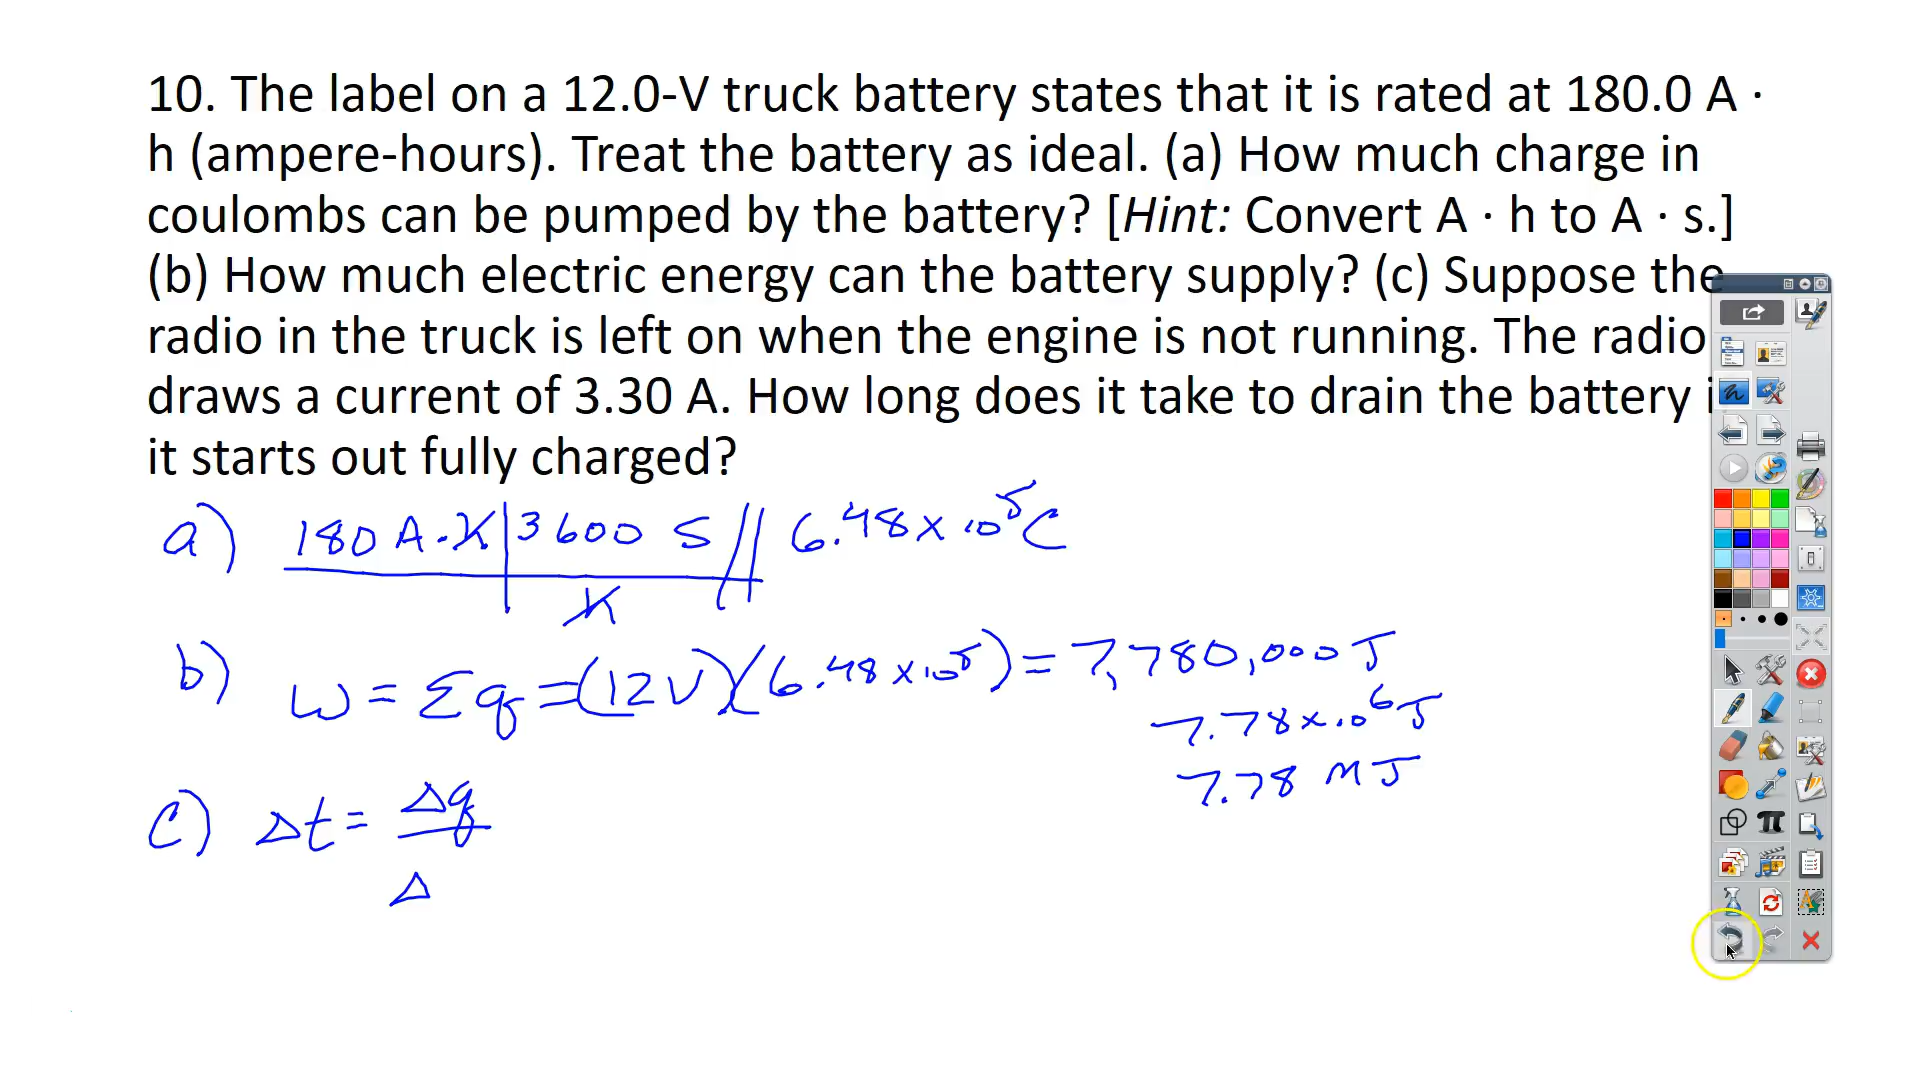 10. The label on a 12.0-V truck battery states that it is rated at 180.0 A ·
h (ampere-hours). Treat the battery as ideal. (a) How much charge in
coulombs can be pumped by the battery? [Hint: Convert A · h to A · s.]
(b) How much electric energy can the battery supply? (c) Suppose the
radio in the truck is left on when the engine is not running. The radio
draws a current of 3.30 A. How long does it take to drain the battery i
it starts out fully charged?
a) 180 A·h | 3600 s || 6.48 x 10⁵ C
h
b) W = Σq = (12V)(6.48 x 10⁵) = 7,780,000 J
7.78 x 10⁶ J
7.78 MJ
c) Δt = Δq
Δ